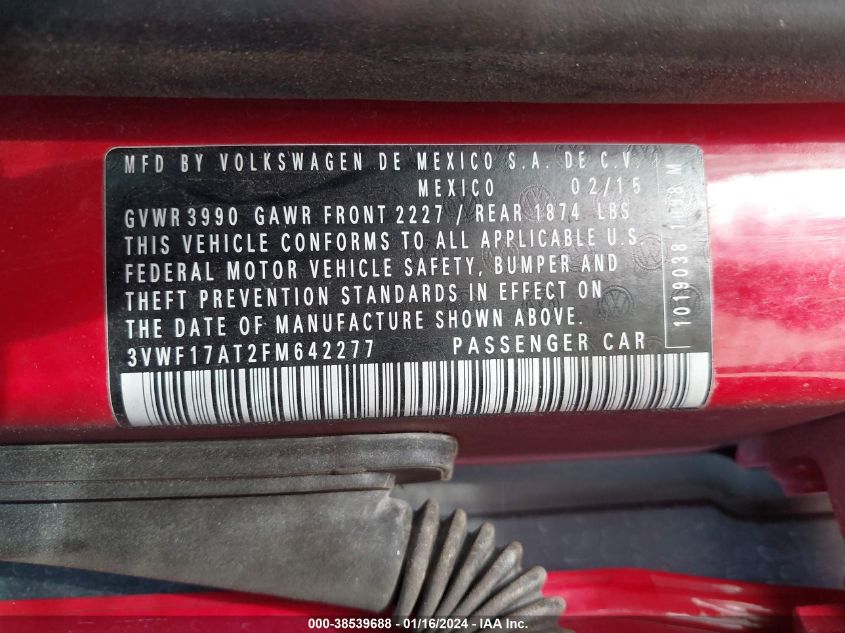 MFD BY VOLKSWAGEN DE MEXICO S.A. DE C.V.
MEXICO 02/15
GVWR 3990 GAWR FRONT 2227 / REAR 1874 LBS
THIS VEHICLE CONFORMS TO ALL APPLICABLE U.S.
FEDERAL MOTOR VEHICLE SAFETY, BUMPER AND
THEFT PREVENTION STANDARDS IN EFFECT ON
THE DATE OF MANUFACTURE SHOWN ABOVE.
3VWF17AT2FM642277 PASSENGER CAR
1019038 M
000-38539688 - 01/16/2024 - IAA Inc.